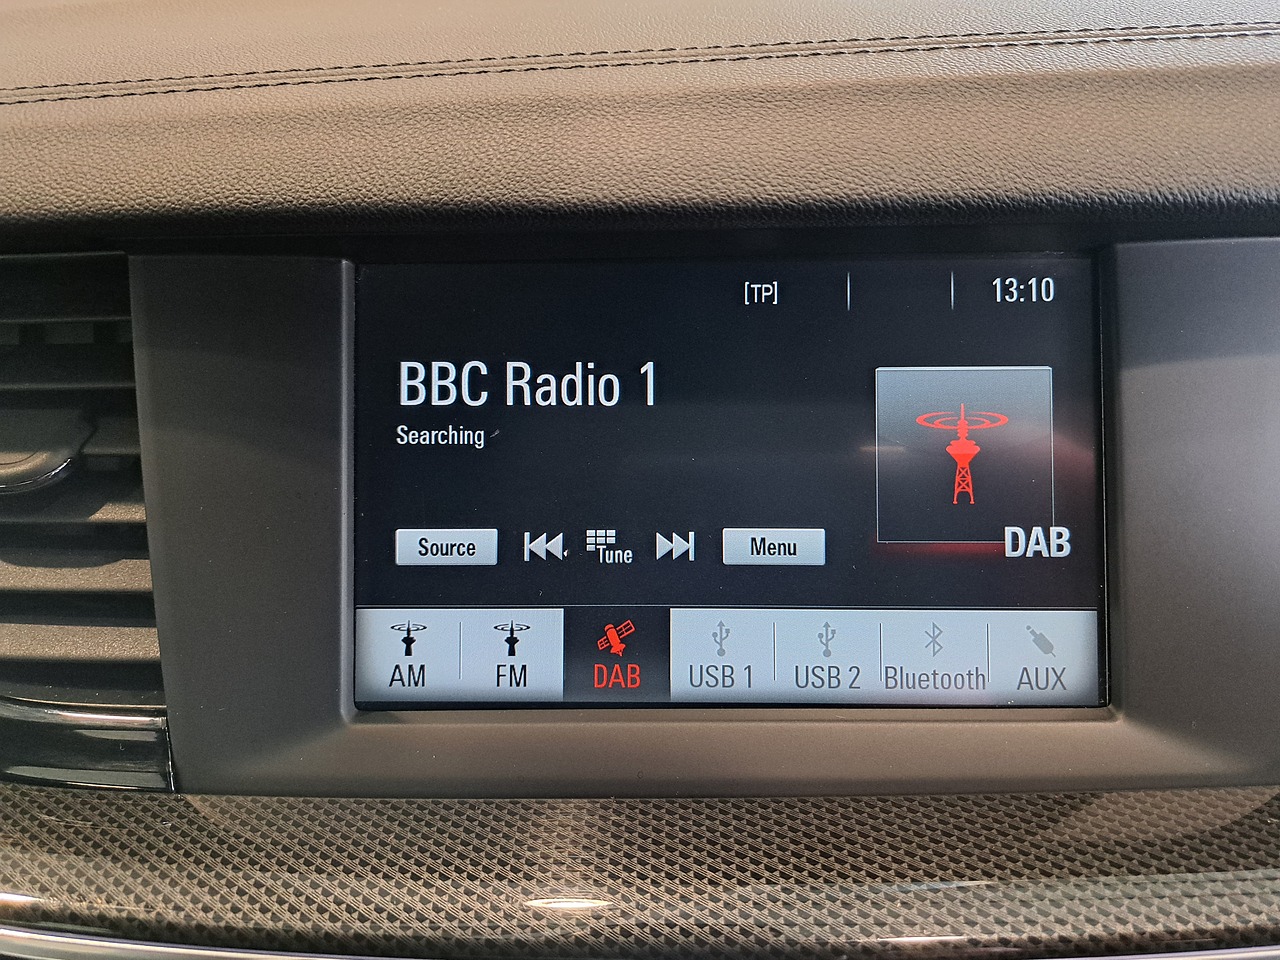 [TP] 13:10
BBC Radio 1
Searching
Source Tune Menu
DAB
AM FM DAB USB 1 USB 2 Bluetooth AUX